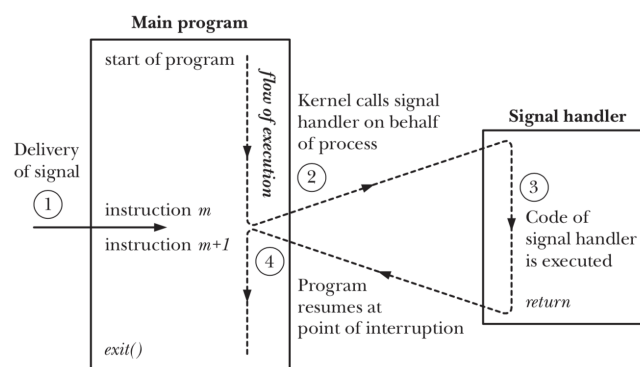 Main program
start of program
flow of execution
Kernel calls signal
handler on behalf
of process
2
Signal handler
Delivery
of signal
1
3
instruction m
instruction m+1
Code of
signal handler
is executed
4
Program
resumes at
point of interruption
return
exit()